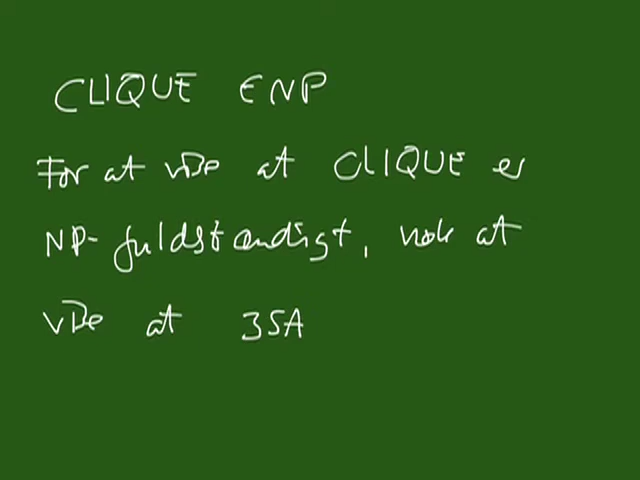 CLIQUE ∈ NP
For at vise at CLIQUE er
NP-fuldstændigt, nok at
vise at 3SA